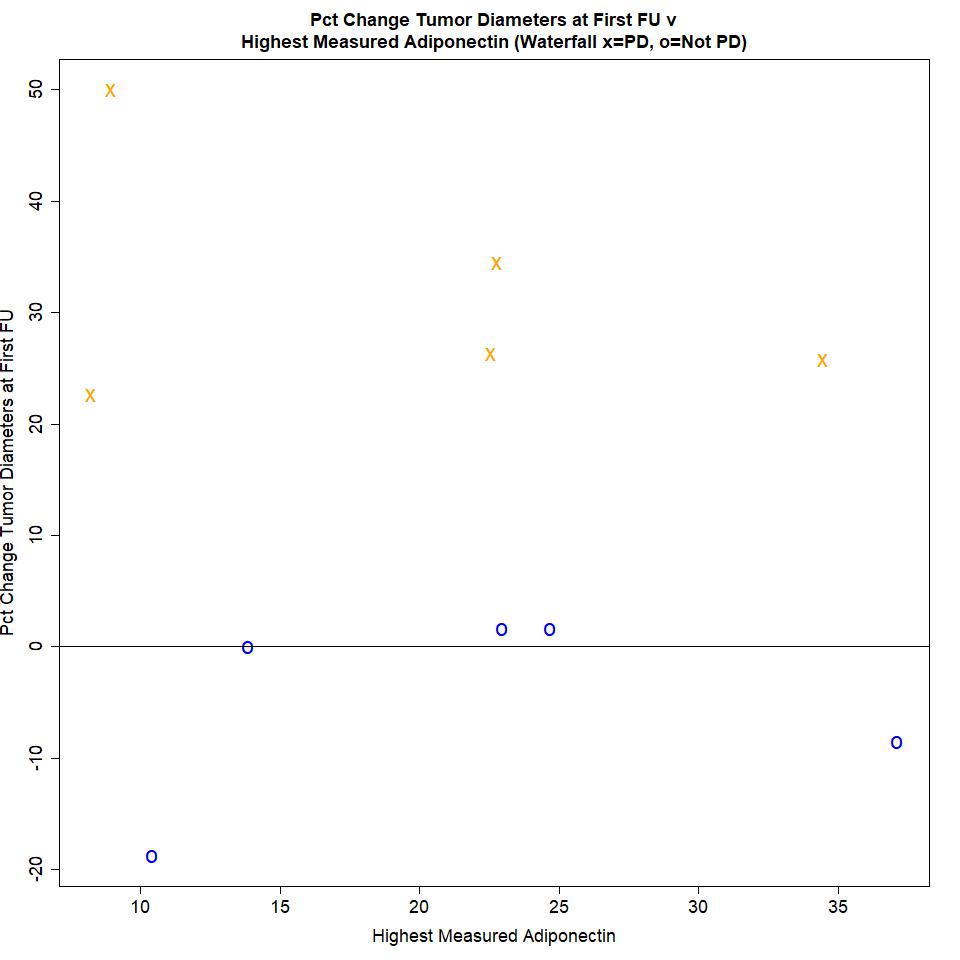 Pct Change Tumor Diameters at First FU v
Highest Measured Adiponectin (Waterfall x=PD, o=Not PD)
Pct Change Tumor Diameters at First FU
50
40
30
20
10
0
-10
-20
x
x
x
x
x
o
o
o
o
o
10 15 20 25 30 35
Highest Measured Adiponectin